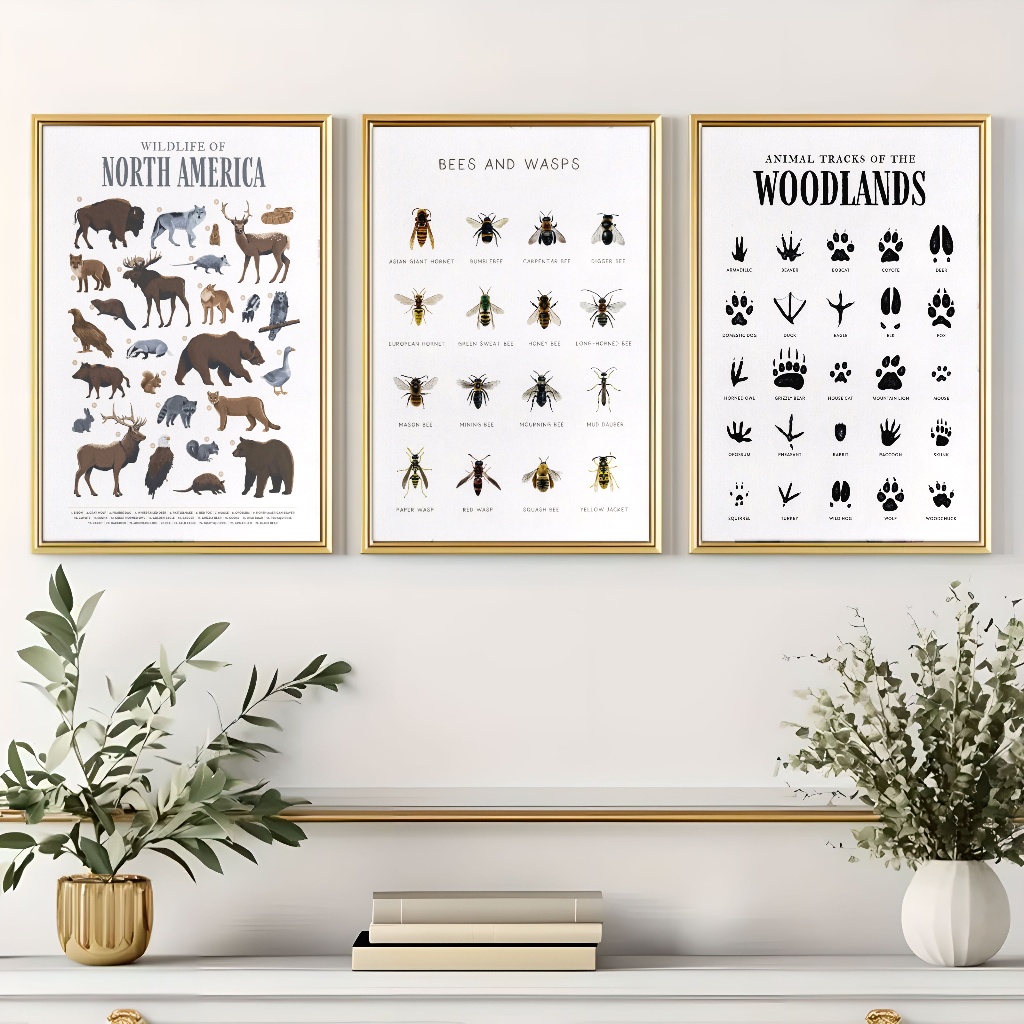 WILDLIFE OF
NORTH AMERICA
BEES AND WASPS
ASIAN GIANT HORNET BUMBLEBEE CARPENTAR BEE DIGGER BEE
EUROPEAN HORNET GREEN SWEAT BEE HONEY BEE LONG-HORNED BEE
MASON BEE MINING BEE MOURNING BEE MUD DAUBER
PAPER WASP RED WASP SQUASH BEE YELLOW JACKET
ANIMAL TRACKS OF THE
WOODLANDS
ARMADILLO BEAVER BOBCAT COYOTE DEER
DOMESTIC DOG DUCK EAGLE ELK FOX
HORNED OWL GRIZZLY BEAR HOUSE CAT MOUNTAIN LION MOUSE
OPOSSUM PHEASANT RABBIT RACCOON SKUNK
SQUIRREL TURKEY WILD HOG WOLF WOODCHUCK